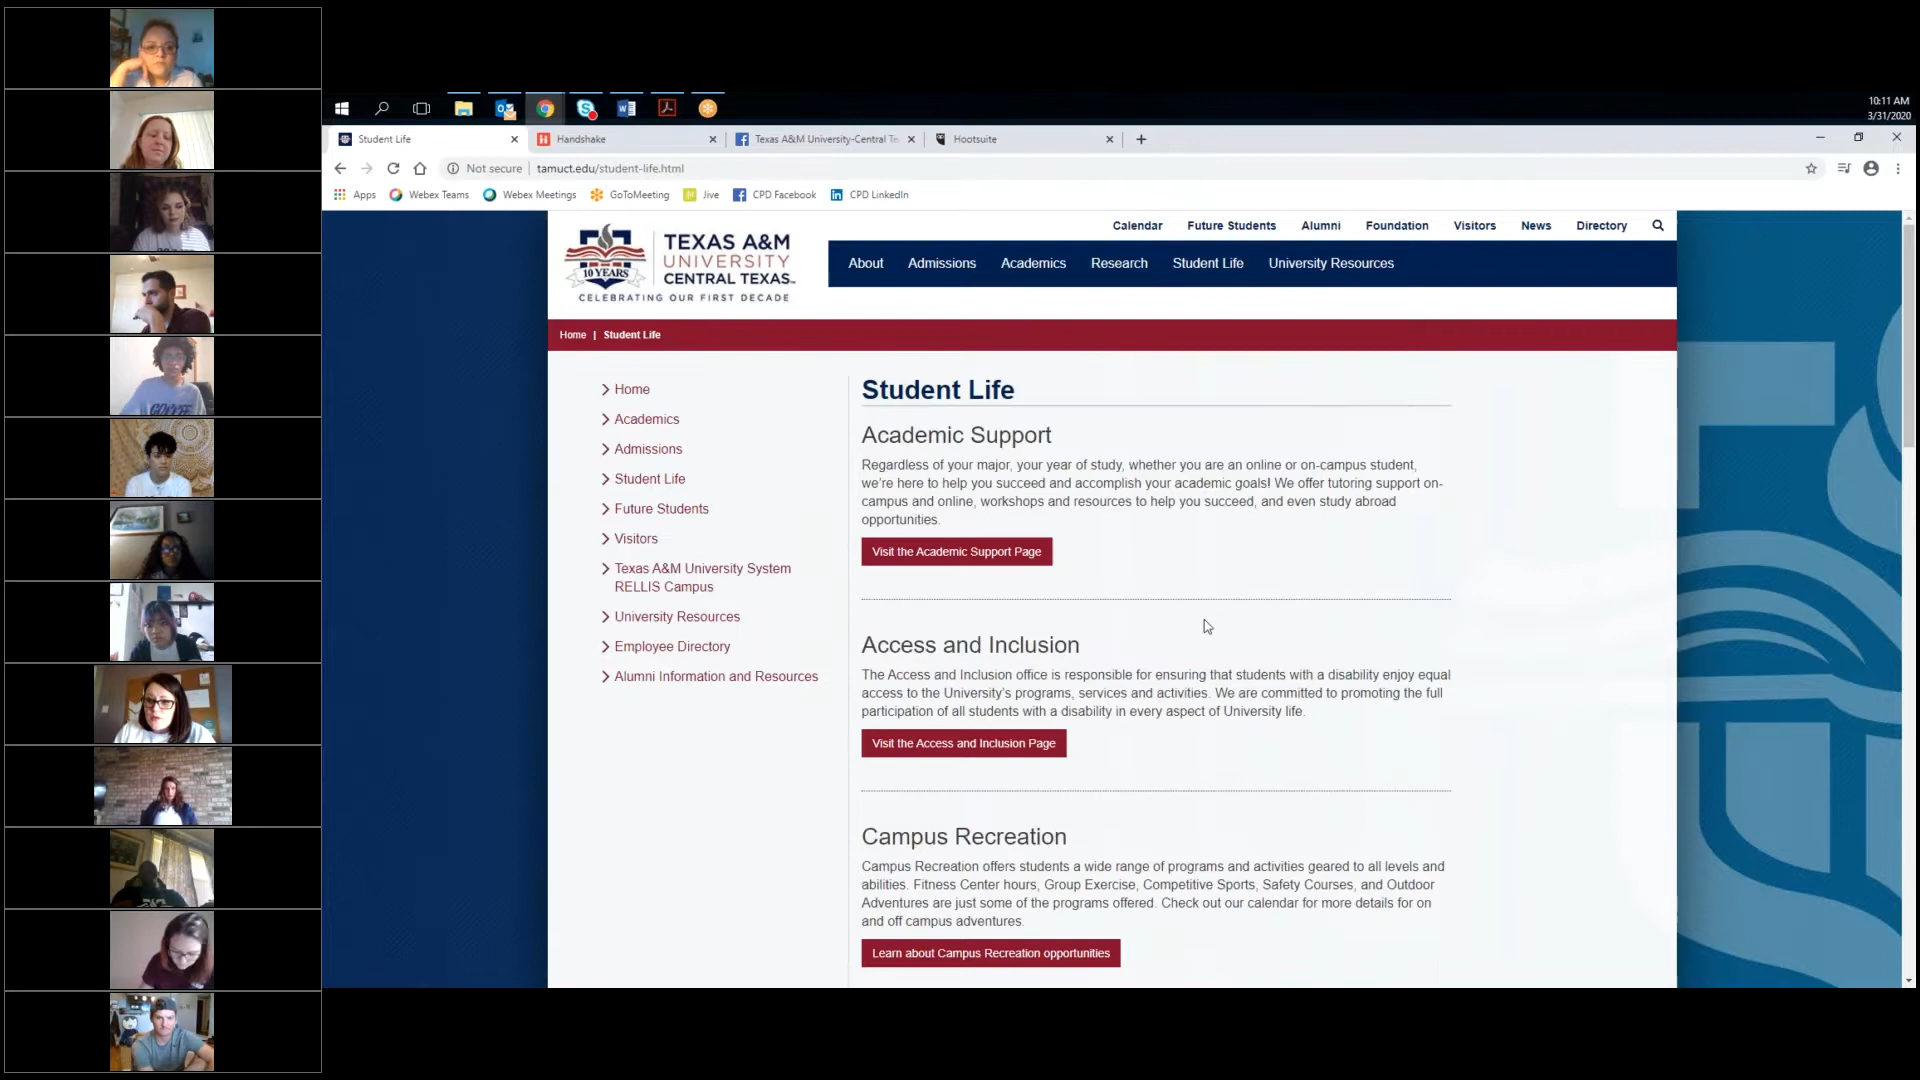 10:11 AM
3/31/2020
Student Life
Handshake
Texas A&M University-Central Te
Hootsuite
Not secure
tamuct.edu/student-life.html
Apps
Webex Teams
Webex Meetings
GoToMeeting
Jive
CPD Facebook
CPD LinkedIn
Calendar
Future Students
Alumni
Foundation
Visitors
News
Directory
10 YEARS
TEXAS A&M
UNIVERSITY
CENTRAL TEXAS
CELEBRATING OUR FIRST DECADE
About
Admissions
Academics
Research
Student Life
University Resources
Home | Student Life
Home
Academics
Admissions
Student Life
Future Students
Visitors
Texas A&M University System
RELLIS Campus
University Resources
Employee Directory
Alumni Information and Resources
Student Life
Academic Support
Regardless of your major, your year of study, whether you are an online or on-campus student,
we're here to help you succeed and accomplish your academic goals! We offer tutoring support on-
campus and online, workshops and resources to help you succeed, and even study abroad
opportunities.
Visit the Academic Support Page
Access and Inclusion
The Access and Inclusion office is responsible for ensuring that students with a disability enjoy equal
access to the University's programs, services and activities. We are committed to promoting the full
participation of all students with a disability in every aspect of University life.
Visit the Access and Inclusion Page
Campus Recreation
Campus Recreation offers students a wide range of programs and activities geared to all levels and
abilities. Fitness Center hours, Group Exercise, Competitive Sports, Safety Courses, and Outdoor
Adventures are just some of the programs offered. Check out our calendar for more details for on
and off campus adventures.
Learn about Campus Recreation opportunities